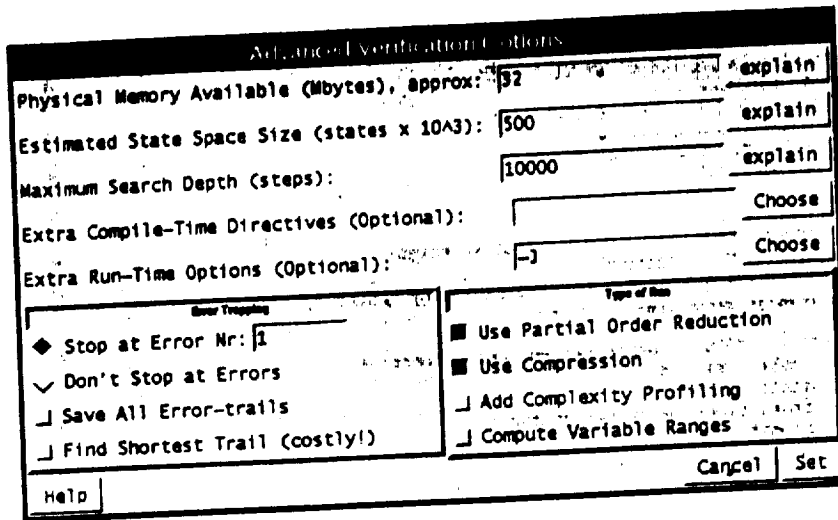 Advanced Verification Options
Physical Memory Available (Mbytes), approx: 32 explain
Estimated State Space Size (states x 10^3): 500 explain
Maximum Search Depth (steps): 10000 explain
Extra Compile-Time Directives (Optional): Choose
Extra Run-Time Options (Optional): Choose
Error Trapping
Stop at Error Nr: 1
Don't Stop at Errors
Save All Error-trails
Find Shortest Trail (costly!)
Type of Run
Use Partial Order Reduction
Use Compression
Add Complexity Profiling
Compute Variable Ranges
Help Cancel Set